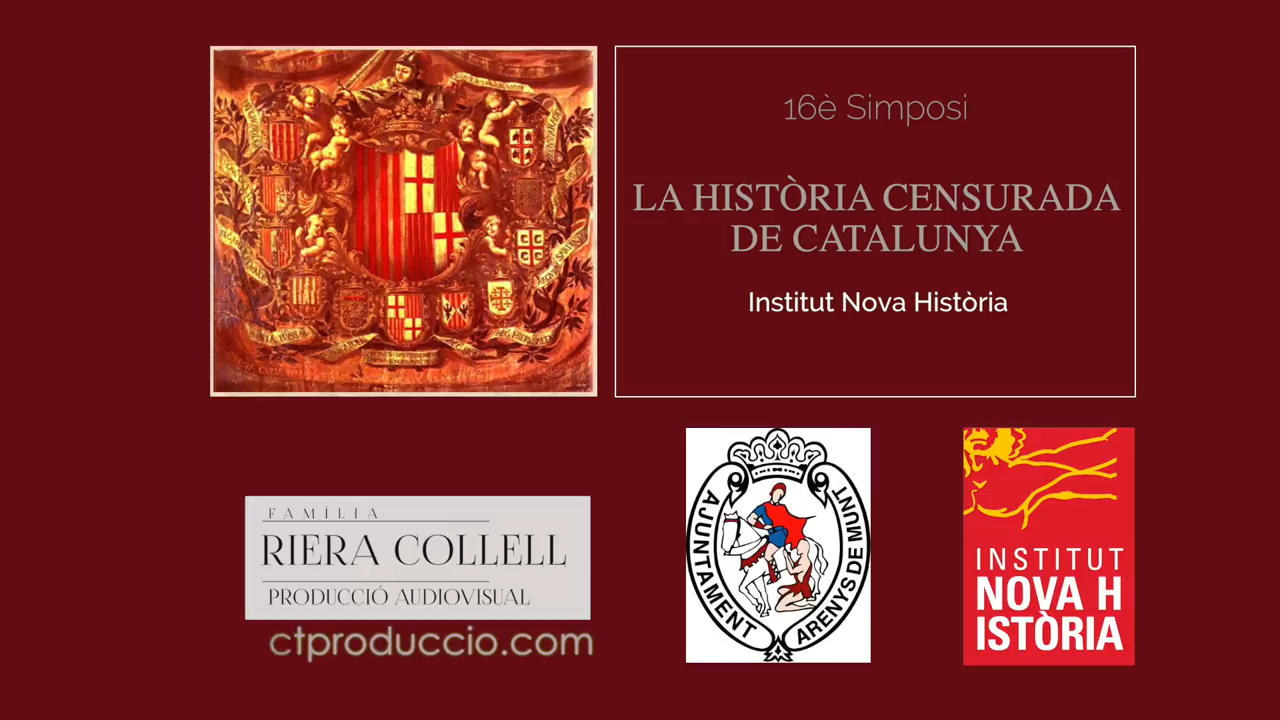 16è Simposi
LA HISTÒRIA CENSURADA
DE CATALUNYA
Institut Nova Història
FAMÍLIA
RIERA COLLELL
PRODUCCIÓ AUDIOVISUAL
ctproduccio.com
AJUNTAMENT
ARENYS DE MUNT
INSTITUT
NOVA H
ISTÒRIA